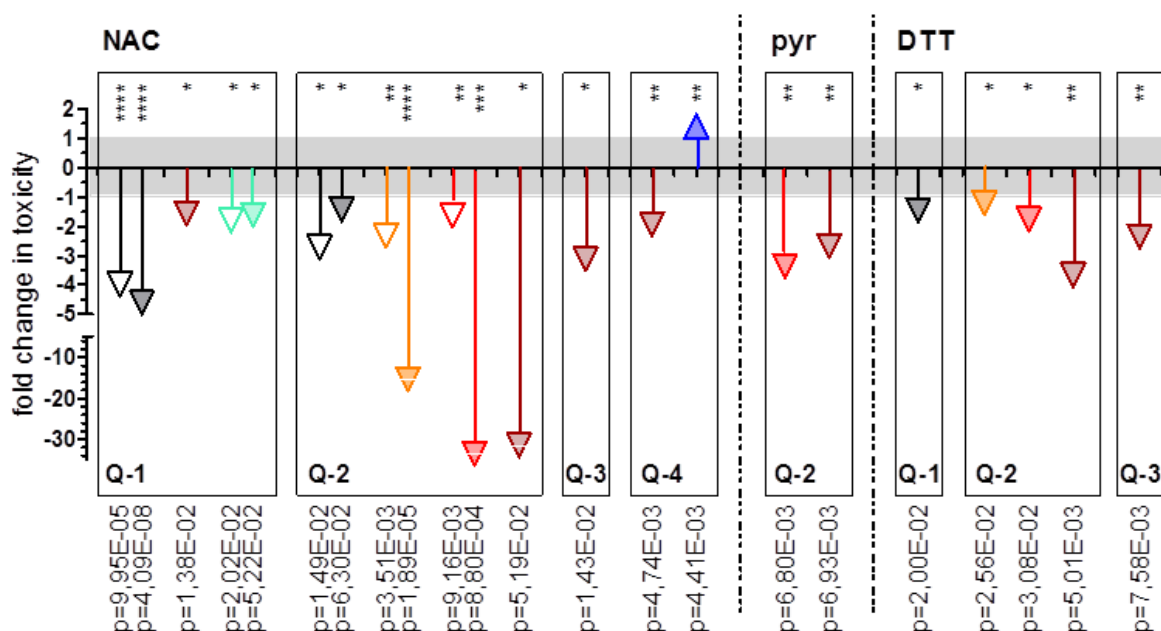 NAC pyr DTT
**** **** * * * * * ** **** ** *** * * ** ** ** ** * * * ** **
2
1
0
-1
-2
-3
-4
-5
-10
-20
-30
fold change in toxicity
Q-1 Q-2 Q-3 Q-4 Q-2 Q-1 Q-2 Q-3
p=9,95E-05
p=4,09E-08
p=1,38E-02
p=2,02E-02
p=5,22E-02
p=1,49E-02
p=6,30E-02
p=3,51E-03
p=1,89E-05
p=9,16E-03
p=8,80E-04
p=5,19E-02
p=1,43E-02
p=4,74E-03
p=4,41E-03
p=6,80E-03
p=6,93E-03
p=2,00E-02
p=2,56E-02
p=3,08E-02
p=5,01E-03
p=7,58E-03